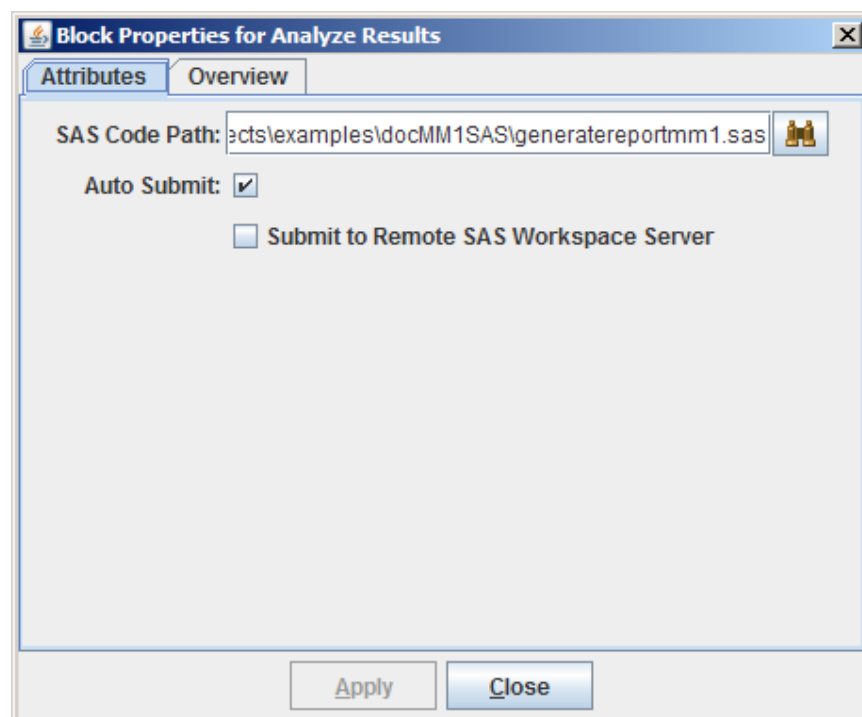 Block Properties for Analyze Results
Attributes Overview
SAS Code Path: ects\examples\docMM1SAS\generatereportmm1.sas
Auto Submit:
Submit to Remote SAS Workspace Server
Apply Close